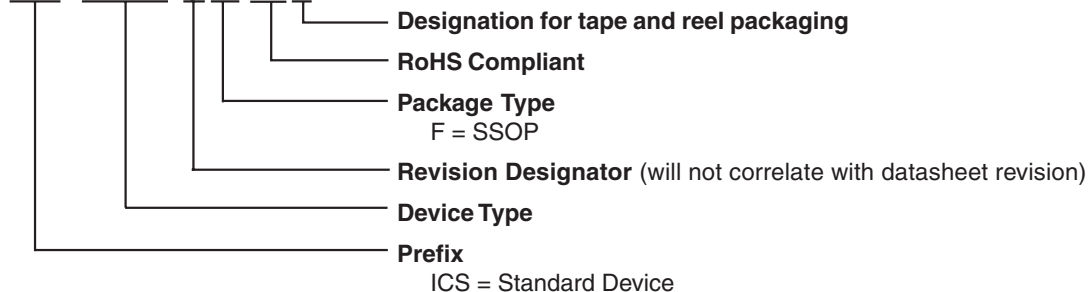 Designation for tape and reel packaging
RoHS Compliant
Package Type
F = SSOP
Revision Designator (will not correlate with datasheet revision)
Device Type
Prefix
ICS = Standard Device